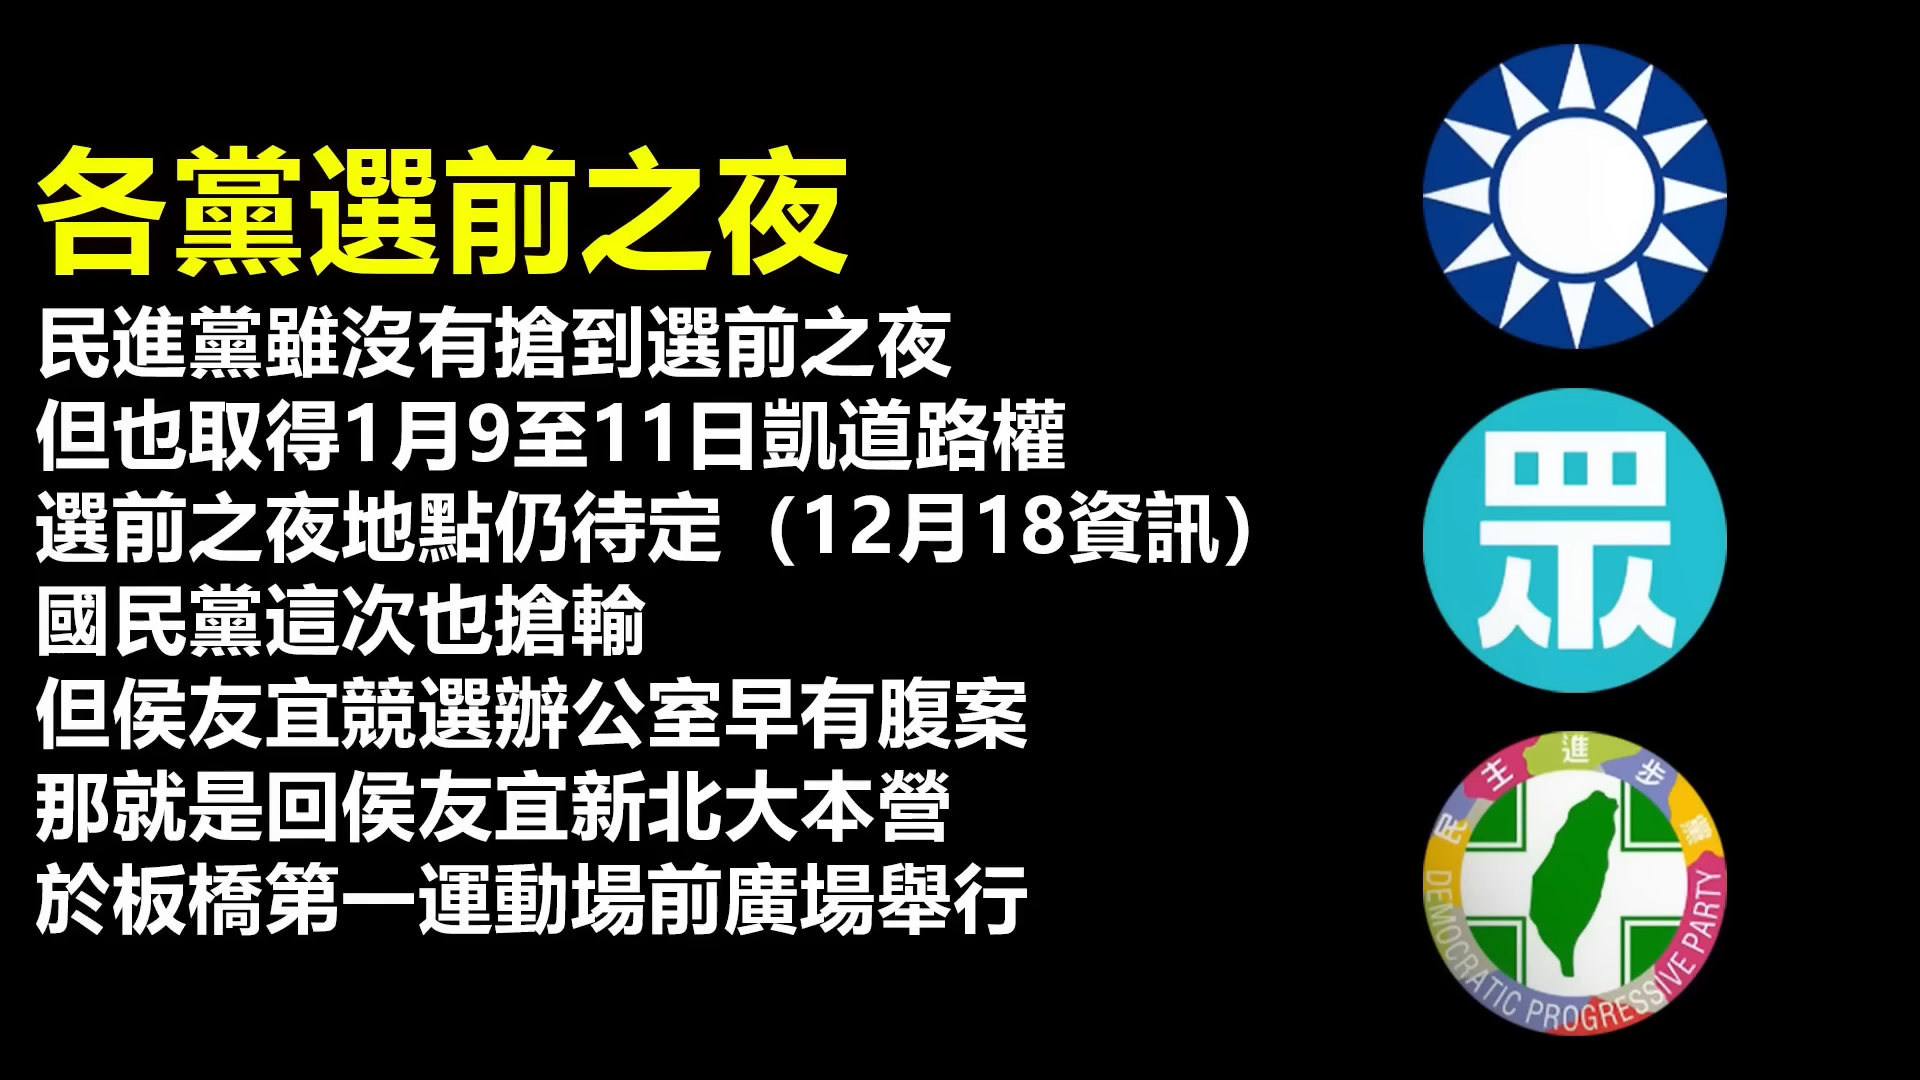 各黨選前之夜
民進黨雖沒有搶到選前之夜
但也取得1月9至11日凱道路權
選前之夜地點仍待定（12月18資訊）
國民黨這次也搶輸
但侯友宜競選辦公室早有腹案
那就是回侯友宜新北大本營
於板橋第一運動場前廣場舉行
眾
民主進步黨
DEMOCRATIC PROGRESSIVE PARTY